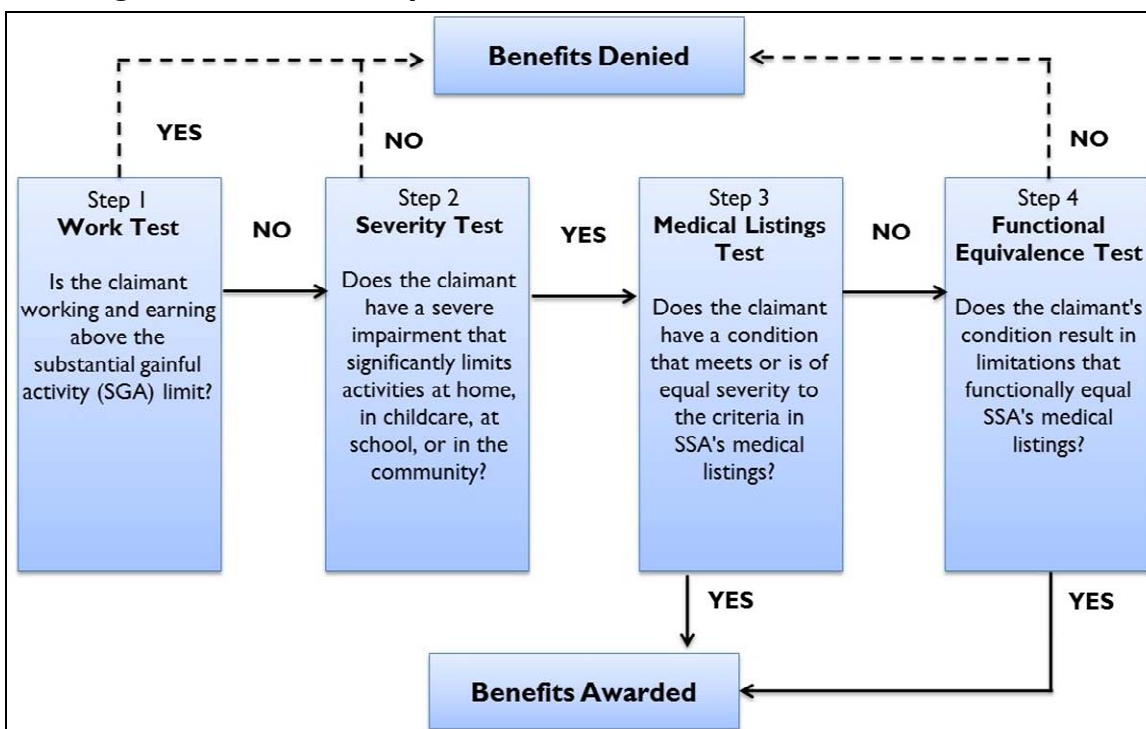 Benefits Denied
YES
NO
NO
Step 1
Work Test
Is the claimant
working and earning
above the
substantial gainful
activity (SGA) limit?
NO
Step 2
Severity Test
Does the claimant
have a severe
impairment that
significantly limits
activities at home,
in childcare, at
school, or in the
community?
YES
Step 3
Medical Listings
Test
Does the claimant
have a condition
that meets or is of
equal severity to
the criteria in
SSA's medical
listings?
NO
Step 4
Functional
Equivalence Test
Does the claimant's
condition result in
limitations that
functionally equal
SSA's medical
listings?
YES
YES
Benefits Awarded